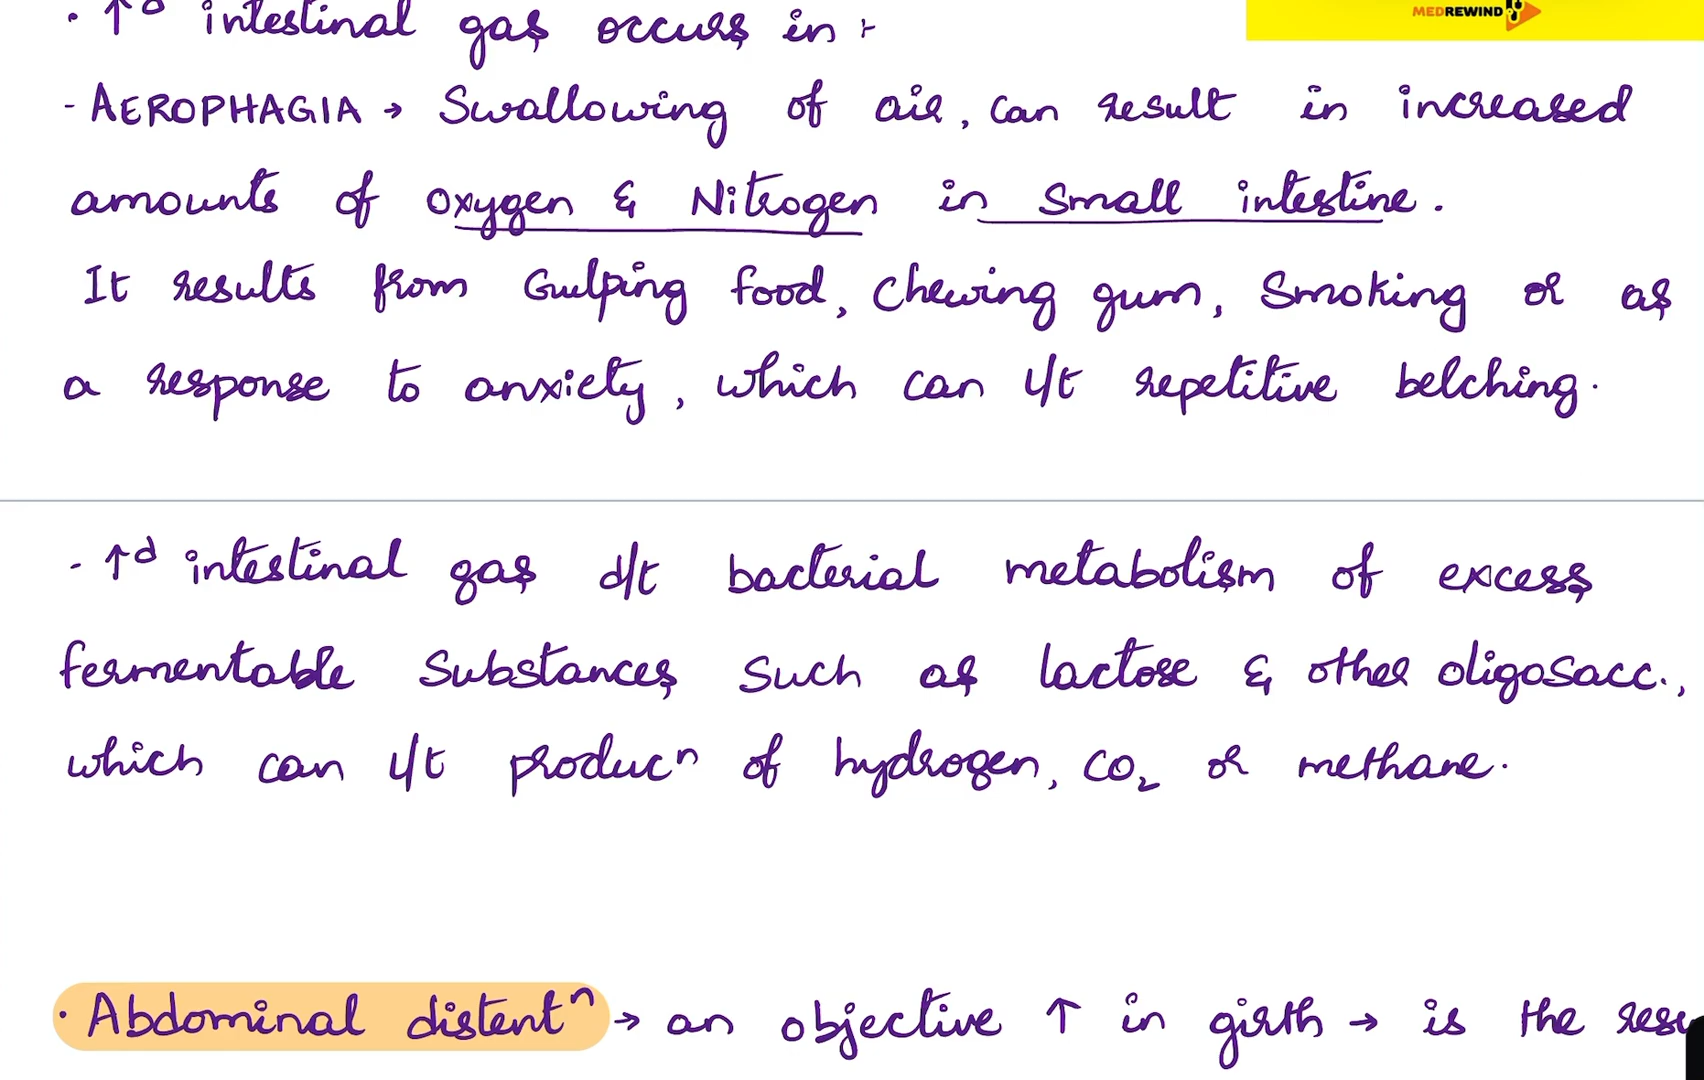 MEDREWIND
· ↑d intestinal gas occurs in :-
- AEROPHAGIA → Swallowing of air, can result in increased
amounts of oxygen & Nitrogen in small intestine.
It results from Gulping food, chewing gum, smoking or as
a response to anxiety, which can l/t repetitive belching.
- ↑d intestinal gas d/t bacterial metabolism of excess
fermentable substances such as lactose & other oligosacc.,
which can l/t producn of hydrogen, CO₂ or methane.
· Abdominal distentn → an objective ↑ in girth → is the